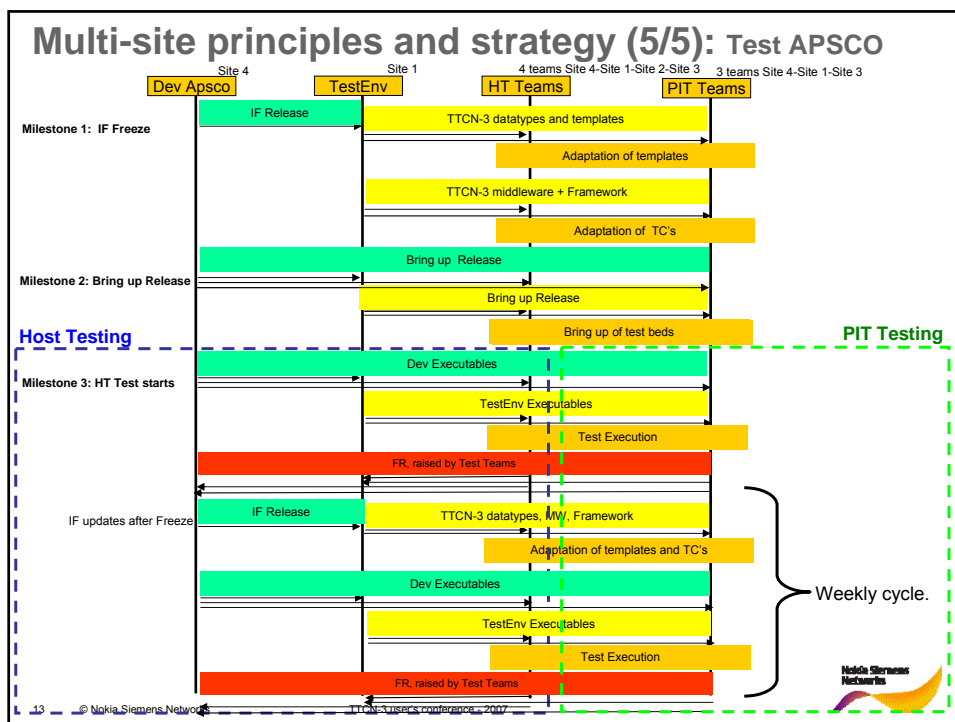 Multi-site principles and strategy (5/5): Test APSCO
Site 4
Site 1
4 teams Site 4-Site 1-Site 2-Site 3
3 teams Site 4-Site 1-Site 3
Dev Apsco
TestEnv
HT Teams
PIT Teams
IF Release
TTCN-3 datatypes and templates
Milestone 1: IF Freeze
Adaptation of templates
TTCN-3 middleware + Framework
Adaptation of TC's
Bring up Release
Milestone 2: Bring up Release
Bring up Release
Bring up of test beds
Host Testing
PIT Testing
Dev Executables
Milestone 3: HT Test starts
TestEnv Executables
Test Execution
FR, raised by Test Teams
IF Release
TTCN-3 datatypes, MW, Framework
IF updates after Freeze
Adaptation of templates and TC's
Dev Executables
Weekly cycle.
TestEnv Executables
Test Execution
Nokia Siemens
Networks
FR, raised by Test Teams
13 © Nokia Siemens Networks TTCN-3 user's conference - 2007